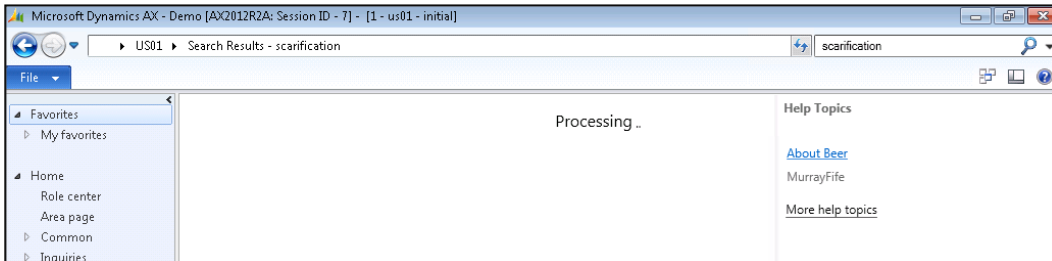 Microsoft Dynamics AX - Demo [AX2012R2A: Session ID - 7] - [1 - us01 - initial]
US01 Search Results - scarification
scarification
File
Favorites
My favorites
Home
Role center
Area page
Common
Inquiries
Processing ..
Help Topics
About Beer
MurrayFife
More help topics